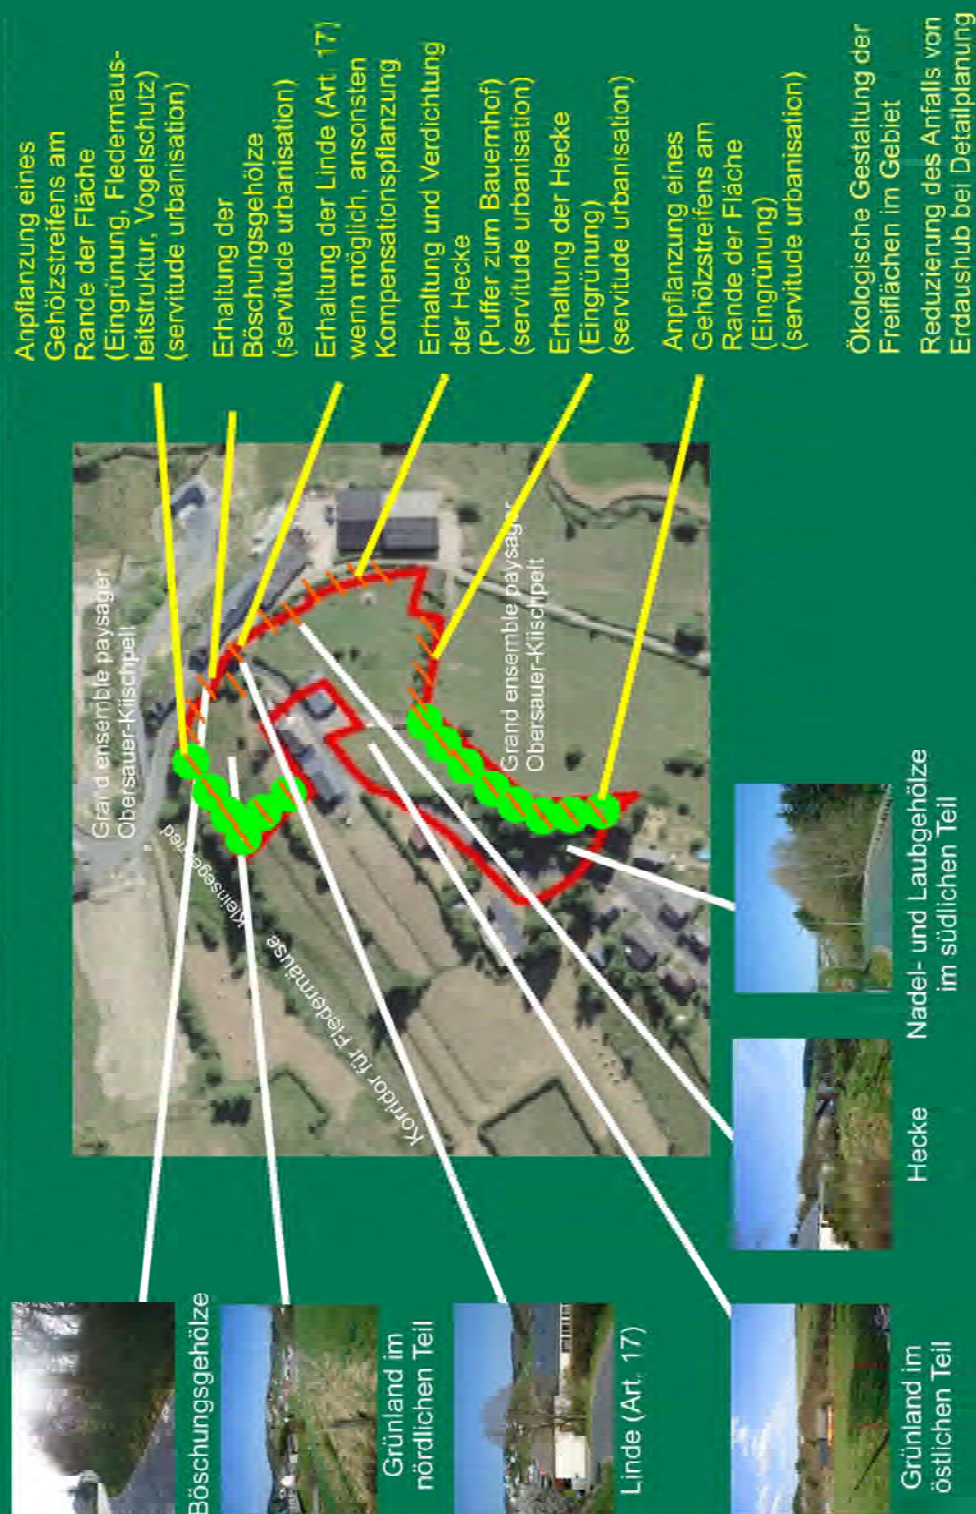 Anpflanzung eines
Gehölzstreifens am
Rande der Fläche
(Eingrünung, Fledermaus-
leitstruktur, Vogelschutz)
(servitude urbanisation)
Erhaltung der
Böschungsgehölze
(servitude urbanisation)
Erhaltung der Linde (Art. 17)
wenn möglich, ansonsten
Kompensationspflanzung
Erhaltung und Verdichtung
der Hecke
(Puffer zum Bauernhof)
(servitude urbanisation)
Erhaltung der Hecke
(Eingrünung)
(servitude urbanisation)
Anpflanzung eines
Gehölzstreifens am
Rande der Fläche
(Eingrünung)
(servitude urbanisation)
Ökologische Gestaltung der
Freiflächen im Gebiet
Reduzierung des Anfalls von
Erdaushub bei Detailplanung
Grand ensemble paysager
Obersauer-Kiischpelt
Grand ensemble paysager
Obersauer-Kiischpelt
Kleinsegenried
Korridor für Fledermäuse
Böschungsgehölze
Grünland im
nördlichen Teil
Linde (Art. 17)
Grünland im
östlichen Teil
Hecke
Nadel- und Laubgehölze
im südlichen Teil